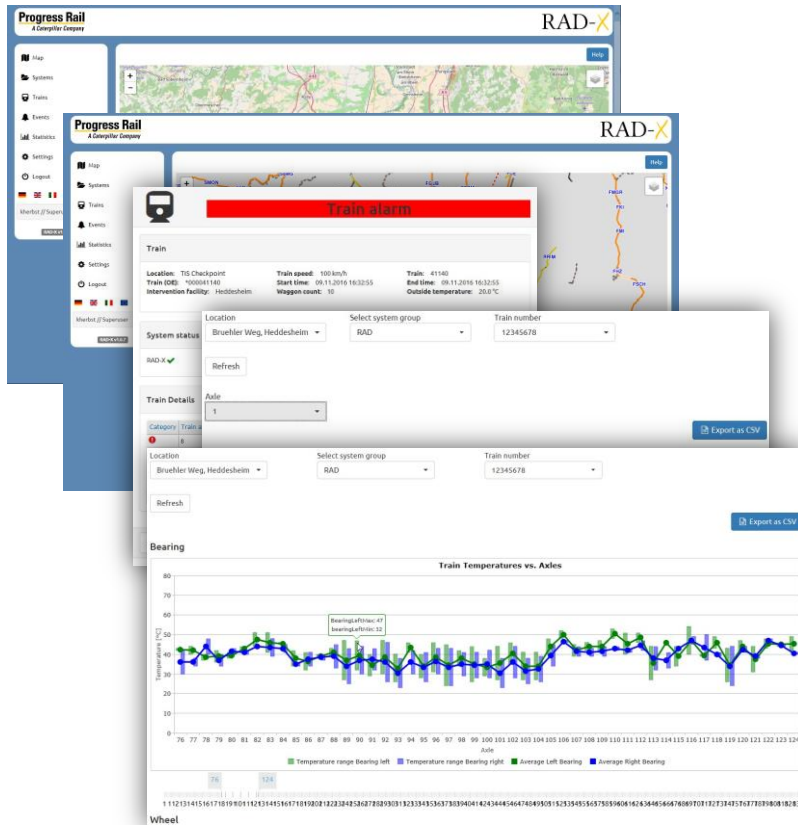 Progress Rail
A Caterpillar Company
RAD-X
Map
Systems
Trains
Events
Statistics
Settings
Logout
Help
+
−
Progress Rail
A Caterpillar Company
RAD-X
Map
Systems
Trains
Events
Statistics
Settings
Logout
kherbst // Superuser
Help
+
Train alarm
Train
Location: TIS Checkpoint Train speed: 100 km/h Train: 41140
Train (OE): *000041140 Start time: 09.11.2016 16:32:55 End time: 09.11.2016 16:32:55
Intervention facility: Heddesheim Waggon count: 10 Outside temperature: 20.0 °C
System status
RAD-X
Train Details
Category Train a
8
Location Select system group Train number
Bruehler Weg, Heddesheim RAD 12345678
Refresh
Axle
1
Export as CSV
Location Select system group Train number
Bruehler Weg, Heddesheim RAD 12345678
Refresh
Export as CSV
Bearing
Train Temperatures vs. Axles
BearingLeftMax: 47
bearingLeftMin: 32
Temperature [°C]
80
70
60
50
40
30
20
10
0
76 77 78 79 80 81 82 83 84 85 86 87 88 89 90 91 92 93 94 95 96 97 98 99 100 101 102 103 104 105 106 107 108 109 110 111 112 113 114 115 116 117 118 119 120 121 122 123 124
Axle
Temperature range Bearing left Temperature range Bearing right Average Left Bearing Average Right Bearing
76 124
Wheel